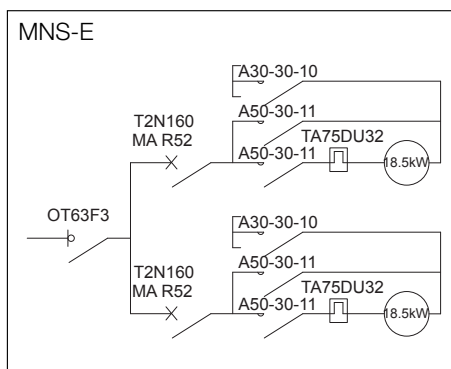 MNS-E
A30-30-10
T2N160
MA R52
A50-30-11
TA75DU32
A50-30-11
18.5kW
OT63F3
A30-30-10
T2N160
MA R52
A50-30-11
TA75DU32
A50-30-11
18.5kW